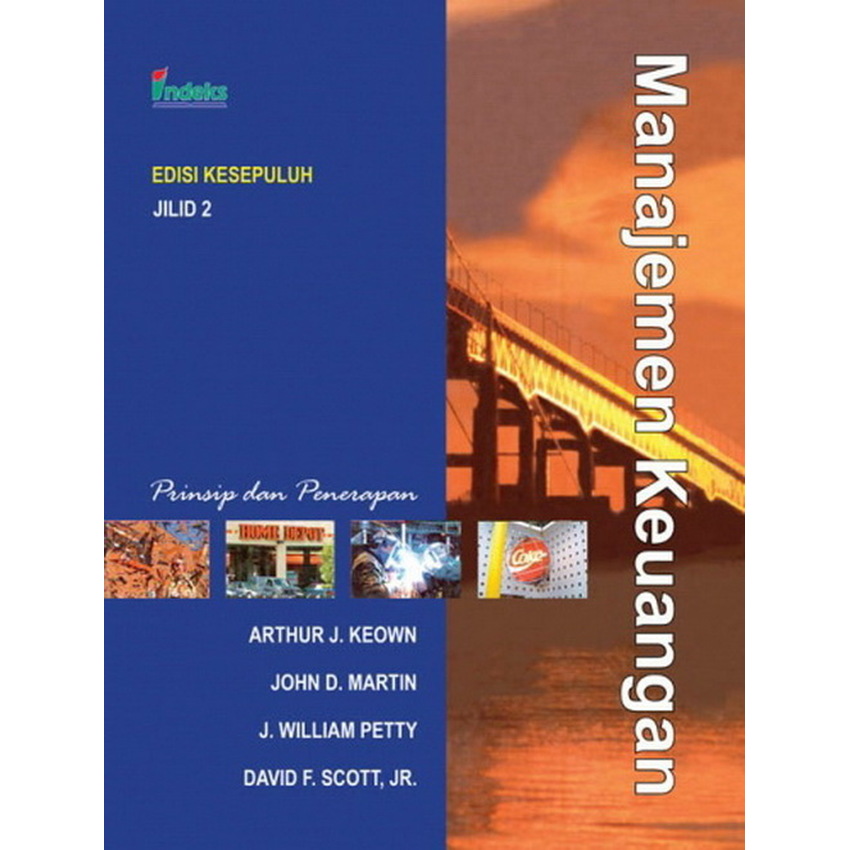 indeks
EDISI KESEPULUH
JILID 2
Manajemen Keuangan
Prinsip dan Penerapan
HOME DEPOT
Coke
ARTHUR J. KEOWN
JOHN D. MARTIN
J. WILLIAM PETTY
DAVID F. SCOTT, JR.